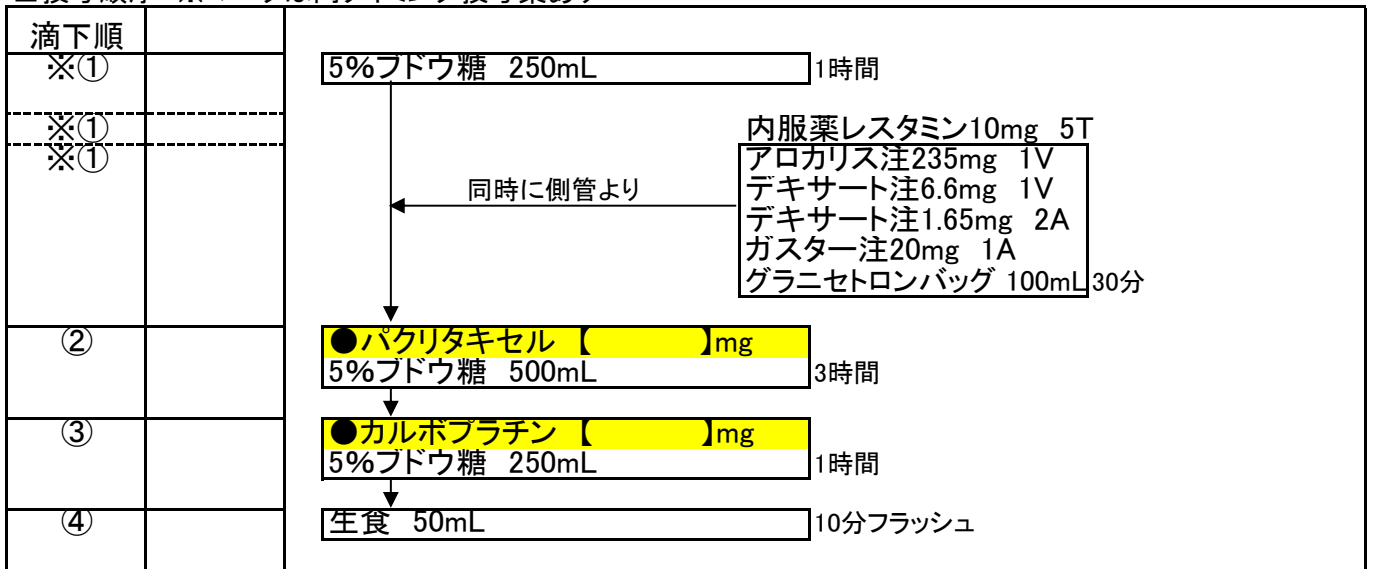 滴下順
※① 5%ブドウ糖 250mL 1時間
※① 内服薬レスタミン10mg 5T
※① アロカリス注235mg 1V
同時に側管より デキサート注6.6mg 1V
デキサート注1.65mg 2A
ガスター注20mg 1A
グラニセトロンバッグ 100mL 30分
② ●パクリタキセル 【 】mg
5%ブドウ糖 500mL 3時間
③ ●カルボプラチン 【 】mg
5%ブドウ糖 250mL 1時間
④ 生食 50mL 10分フラッシュ